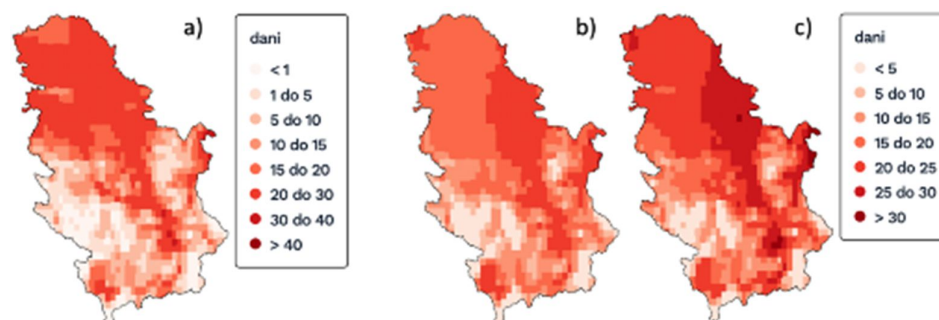 a)
dani
< 1
1 do 5
5 do 10
10 do 15
15 do 20
20 do 30
30 do 40
> 40
b)
c)
dani
< 5
5 do 10
10 do 15
15 do 20
20 do 25
25 do 30
> 30